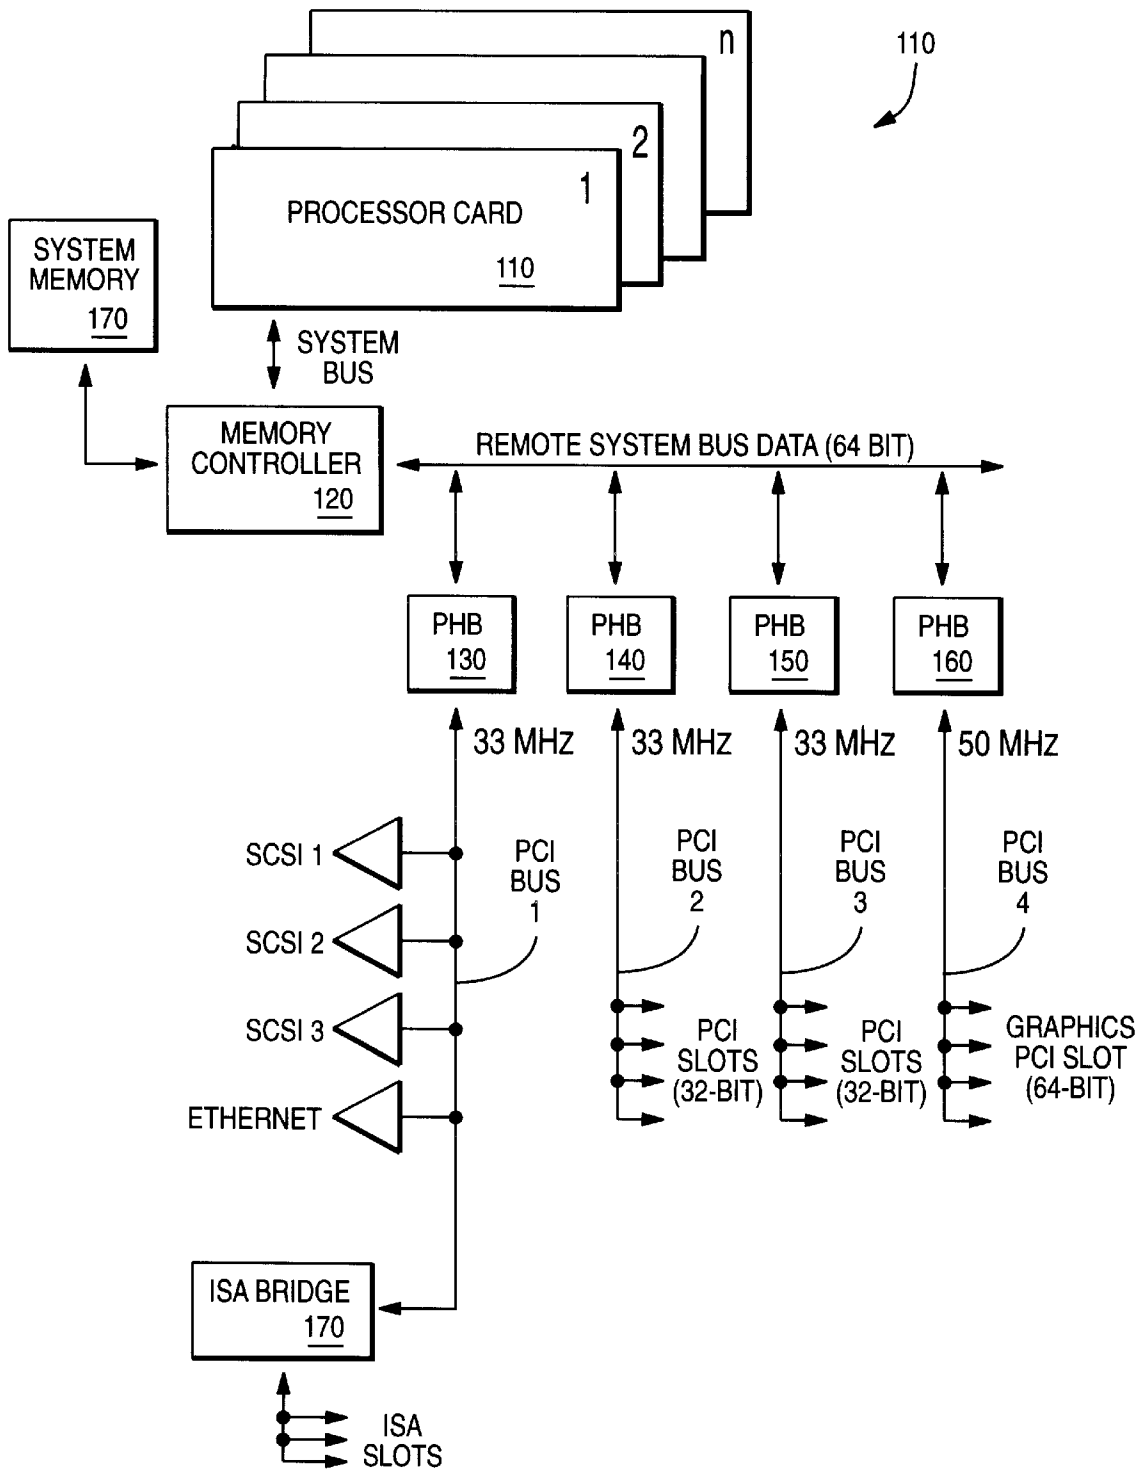 n
110
2
1
PROCESSOR CARD
110
SYSTEM
MEMORY
170
SYSTEM
BUS
MEMORY
CONTROLLER
120
REMOTE SYSTEM BUS DATA (64 BIT)
PHB
130
PHB
140
PHB
150
PHB
160
33 MHz
33 MHz
33 MHz
50 MHz
SCSI 1
SCSI 2
SCSI 3
ETHERNET
PCI
BUS
1
PCI
BUS
2
PCI
BUS
3
PCI
BUS
4
PCI
SLOTS
(32-BIT)
PCI
SLOTS
(32-BIT)
GRAPHICS
PCI SLOT
(64-BIT)
ISA BRIDGE
170
ISA
SLOTS